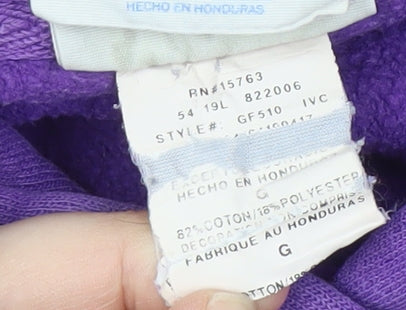 HECHO EN HONDURAS
RN#15763
54 19L 822006
STYLE#: GF510 IVC
HECHO EN HONDURAS
G
82% COTTON/18% POLYESTER
FABRIQUE AU HONDURAS
G